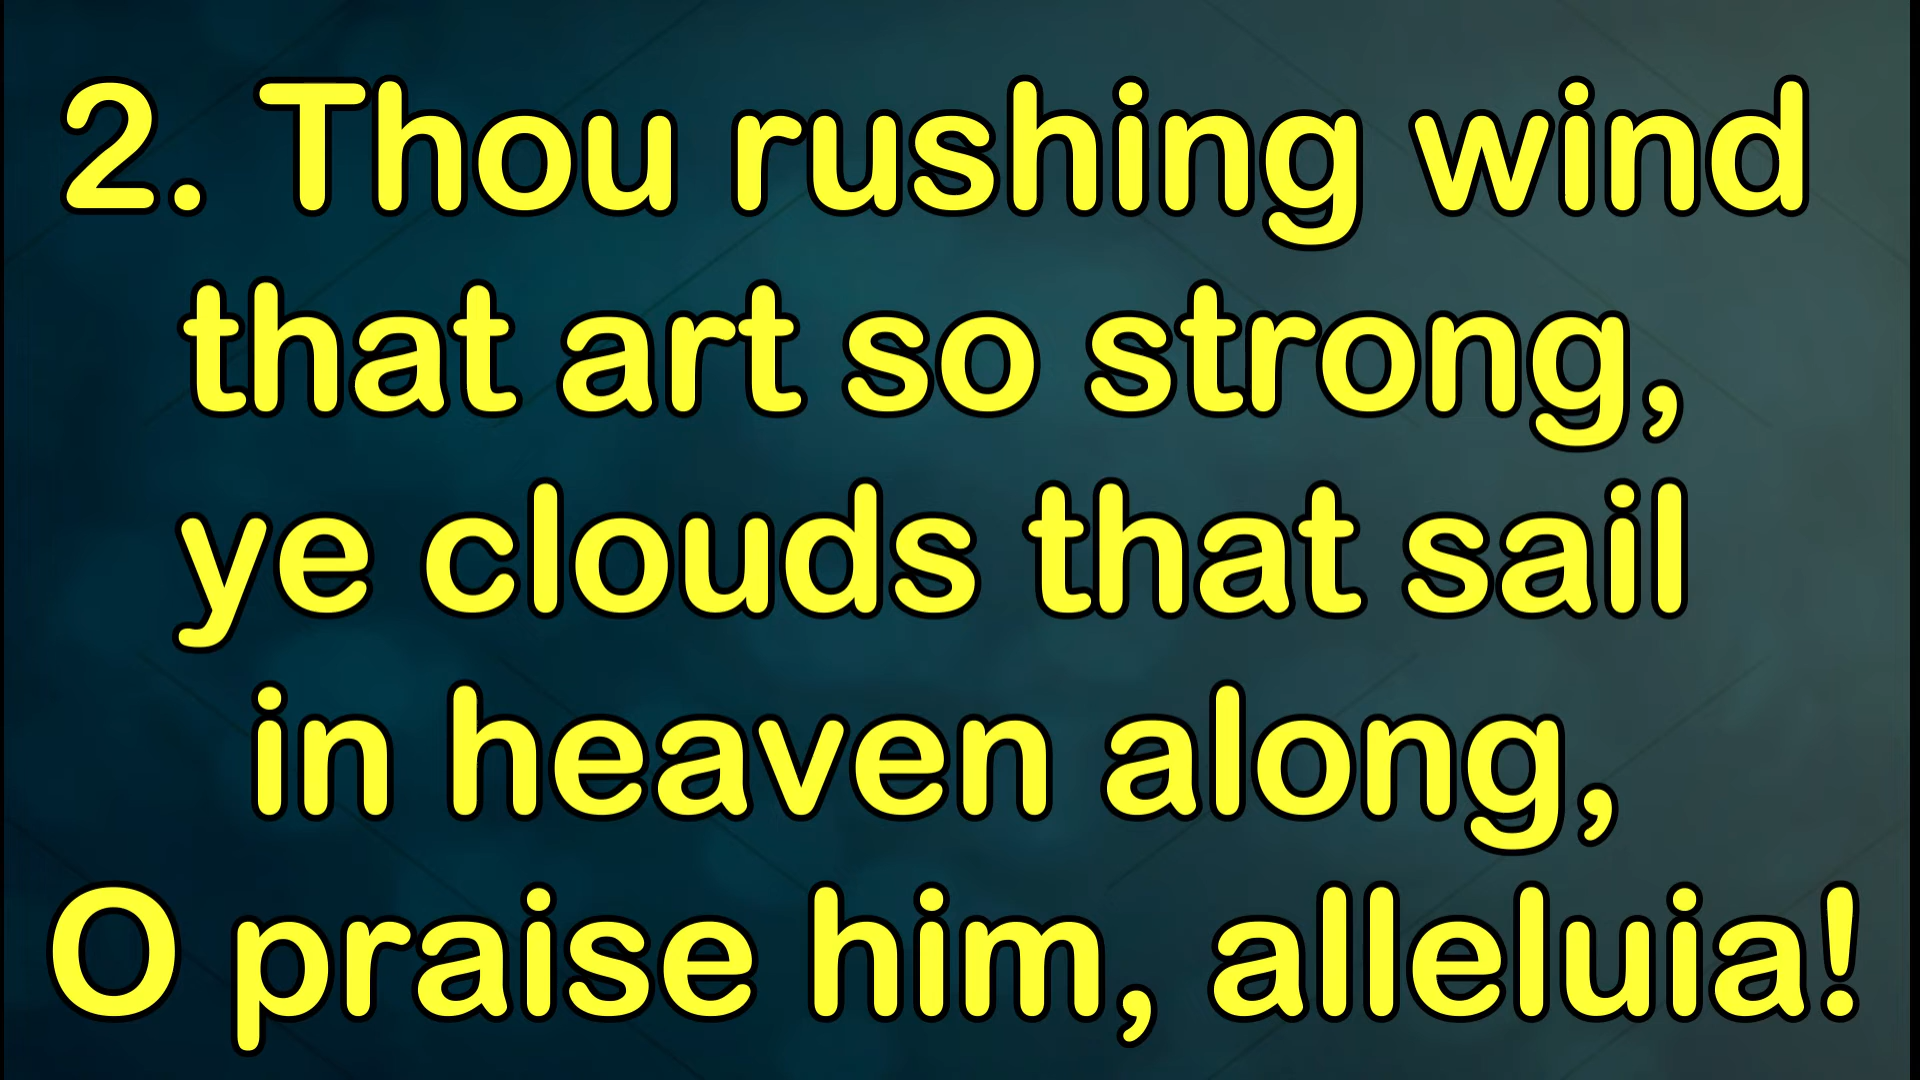 2. Thou rushing wind
that art so strong,
ye clouds that sail
in heaven along,
O praise him, alleluia!